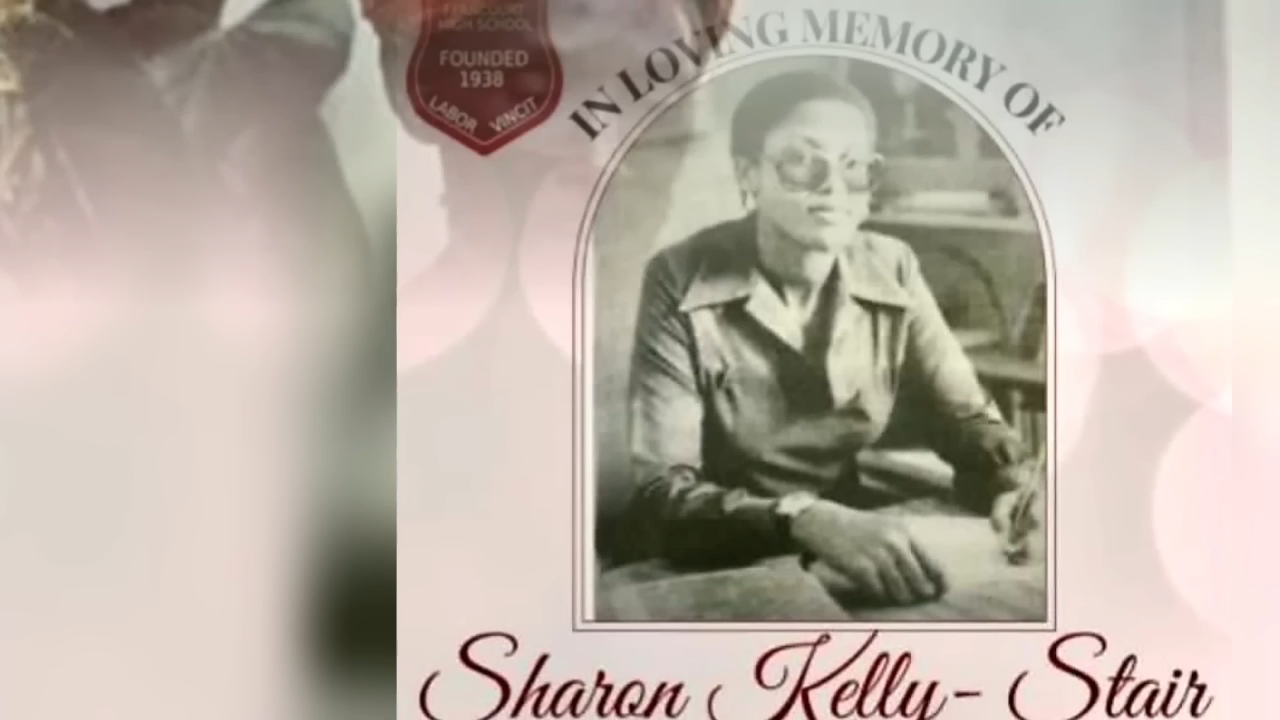 HIGH SCHOOL
FOUNDED
1938
LABOR VINCIT
IN LOVING MEMORY OF
Sharon Kelly- Stair